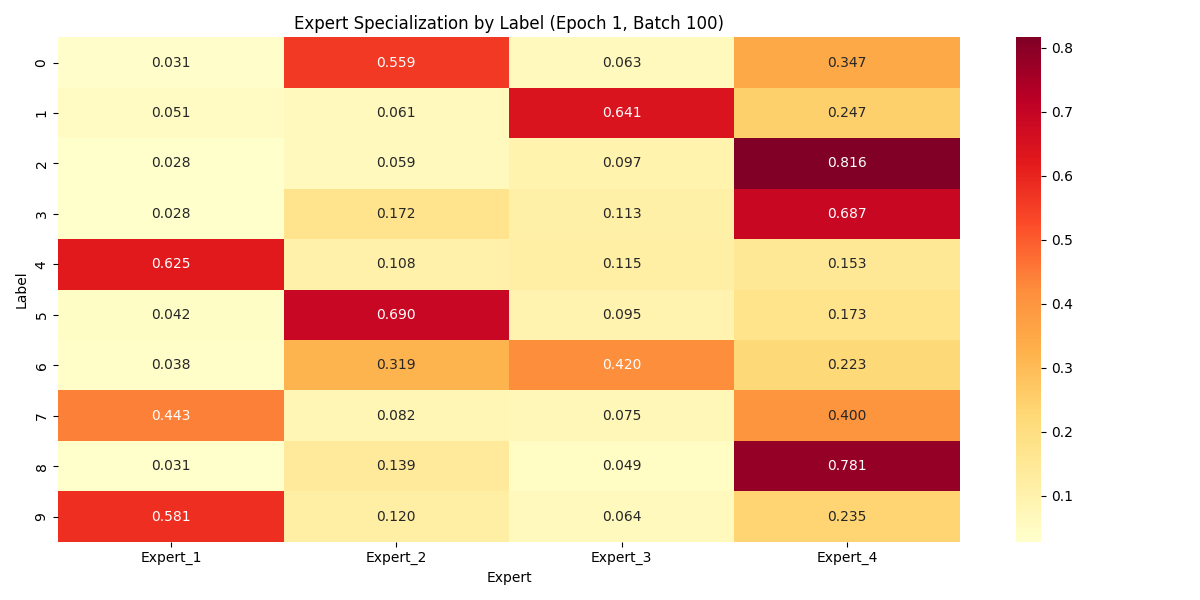 Expert Specialization by Label (Epoch 1, Batch 100)
0 0.031 0.559 0.063 0.347
1 0.051 0.061 0.641 0.247
2 0.028 0.059 0.097 0.816
3 0.028 0.172 0.113 0.687
4 0.625 0.108 0.115 0.153
5 0.042 0.690 0.095 0.173
6 0.038 0.319 0.420 0.223
7 0.443 0.082 0.075 0.400
8 0.031 0.139 0.049 0.781
9 0.581 0.120 0.064 0.235
Label
Expert_1 Expert_2 Expert_3 Expert_4
Expert
0.8
0.7
0.6
0.5
0.4
0.3
0.2
0.1